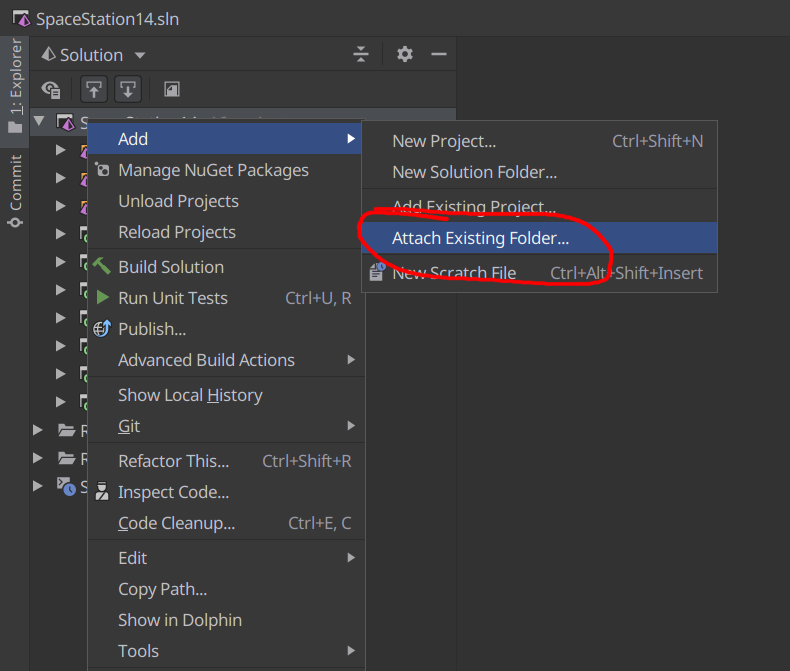 SpaceStation14.sln
1: Explorer
Commit
Solution
Add
Manage NuGet Packages
Unload Projects
Reload Projects
Build Solution
Run Unit Tests Ctrl+U, R
Publish...
Advanced Build Actions
Show Local History
Git
Refactor This... Ctrl+Shift+R
Inspect Code...
Code Cleanup... Ctrl+E, C
Edit
Copy Path...
Show in Dolphin
Tools
New Project... Ctrl+Shift+N
New Solution Folder...
Add Existing Project...
Attach Existing Folder...
New Scratch File Ctrl+Alt+Shift+Insert